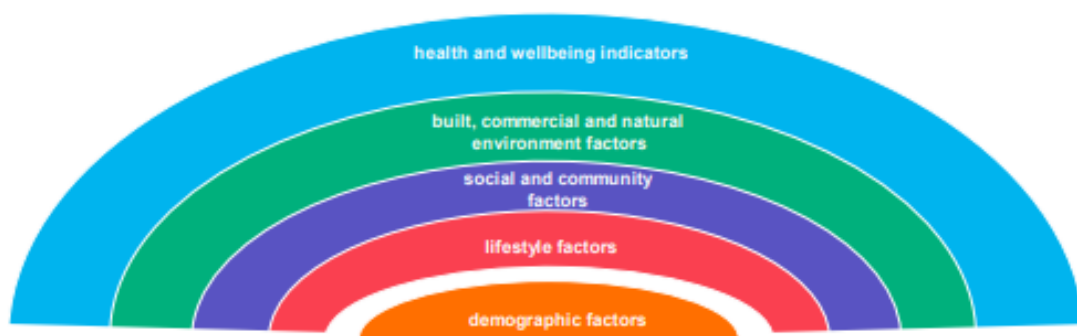 health and wellbeing indicators
built, commercial and natural
environment factors
social and community
factors
lifestyle factors
demographic factors